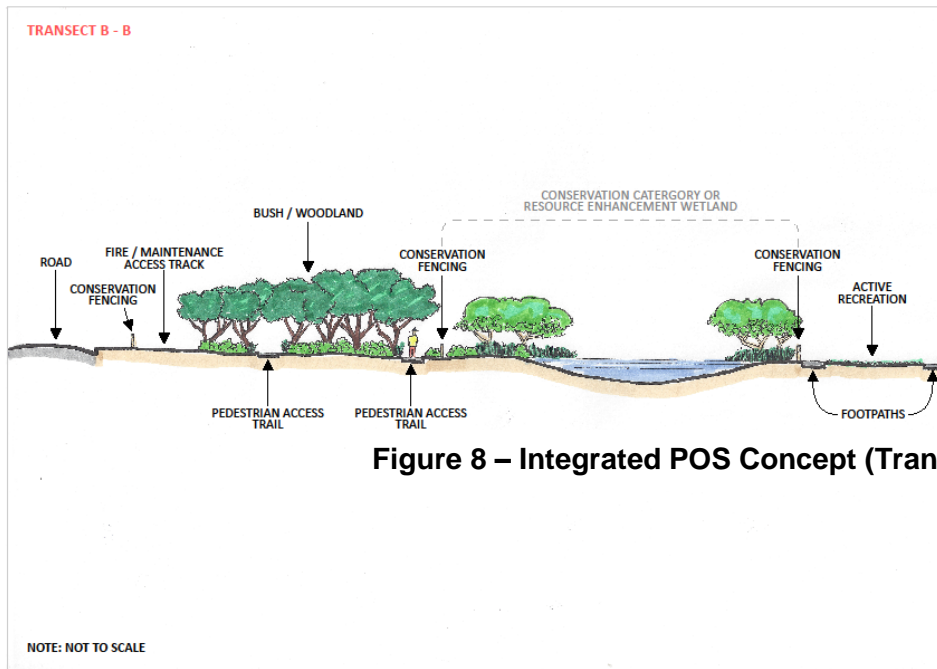 TRANSECT B - B
CONSERVATION CATERGORY OR
RESOURCE ENHANCEMENT WETLAND
BUSH / WOODLAND
ROAD
FIRE / MAINTENANCE
ACCESS TRACK
CONSERVATION
FENCING
CONSERVATION
FENCING
CONSERVATION
FENCING
ACTIVE
RECREATION
PEDESTRIAN ACCESS
TRAIL
PEDESTRIAN ACCESS
TRAIL
FOOTPATHS
Figure 8 – Integrated POS Concept (Tran
NOTE: NOT TO SCALE